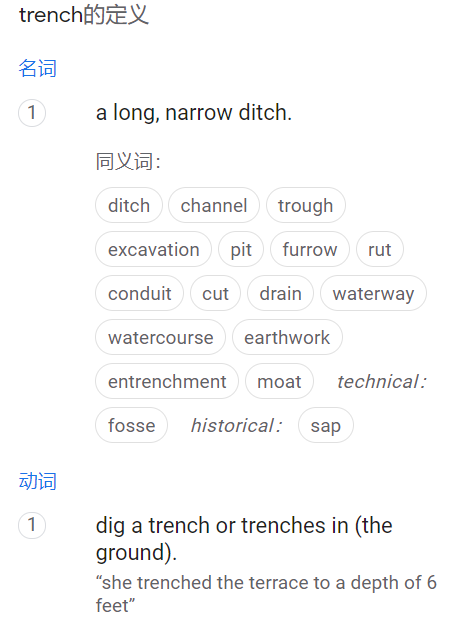 trench的定义
名词
1 a long, narrow ditch.
同义词：
ditch channel trough
excavation pit furrow rut
conduit cut drain waterway
watercourse earthwork
entrenchment moat technical：
fosse historical： sap
动词
1 dig a trench or trenches in (the
ground).
“she trenched the terrace to a depth of 6
feet”